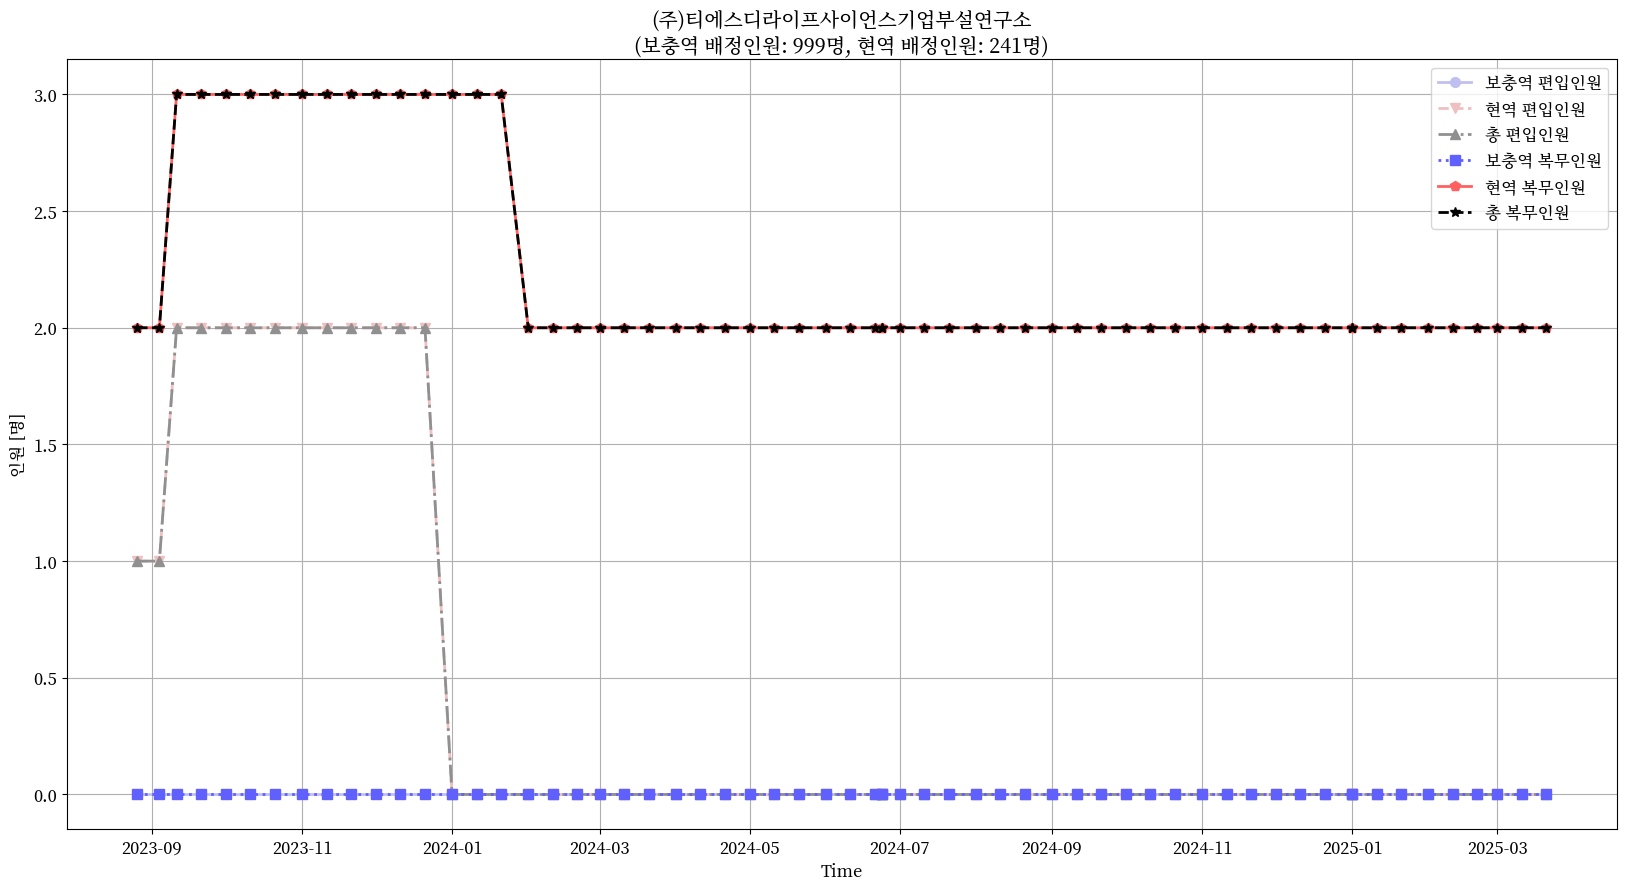 (주)티에스디라이프사이언스기업부설연구소
(보충역 배정인원: 999명, 현역 배정인원: 241명)
보충역 편입인원
현역 편입인원
총 편입인원
보충역 복무인원
현역 복무인원
총 복무인원
3.0
2.5
2.0
1.5
1.0
0.5
0.0
인원 [명]
2023-09
2023-11
2024-01
2024-03
2024-05
2024-07
2024-09
2024-11
2025-01
2025-03
Time